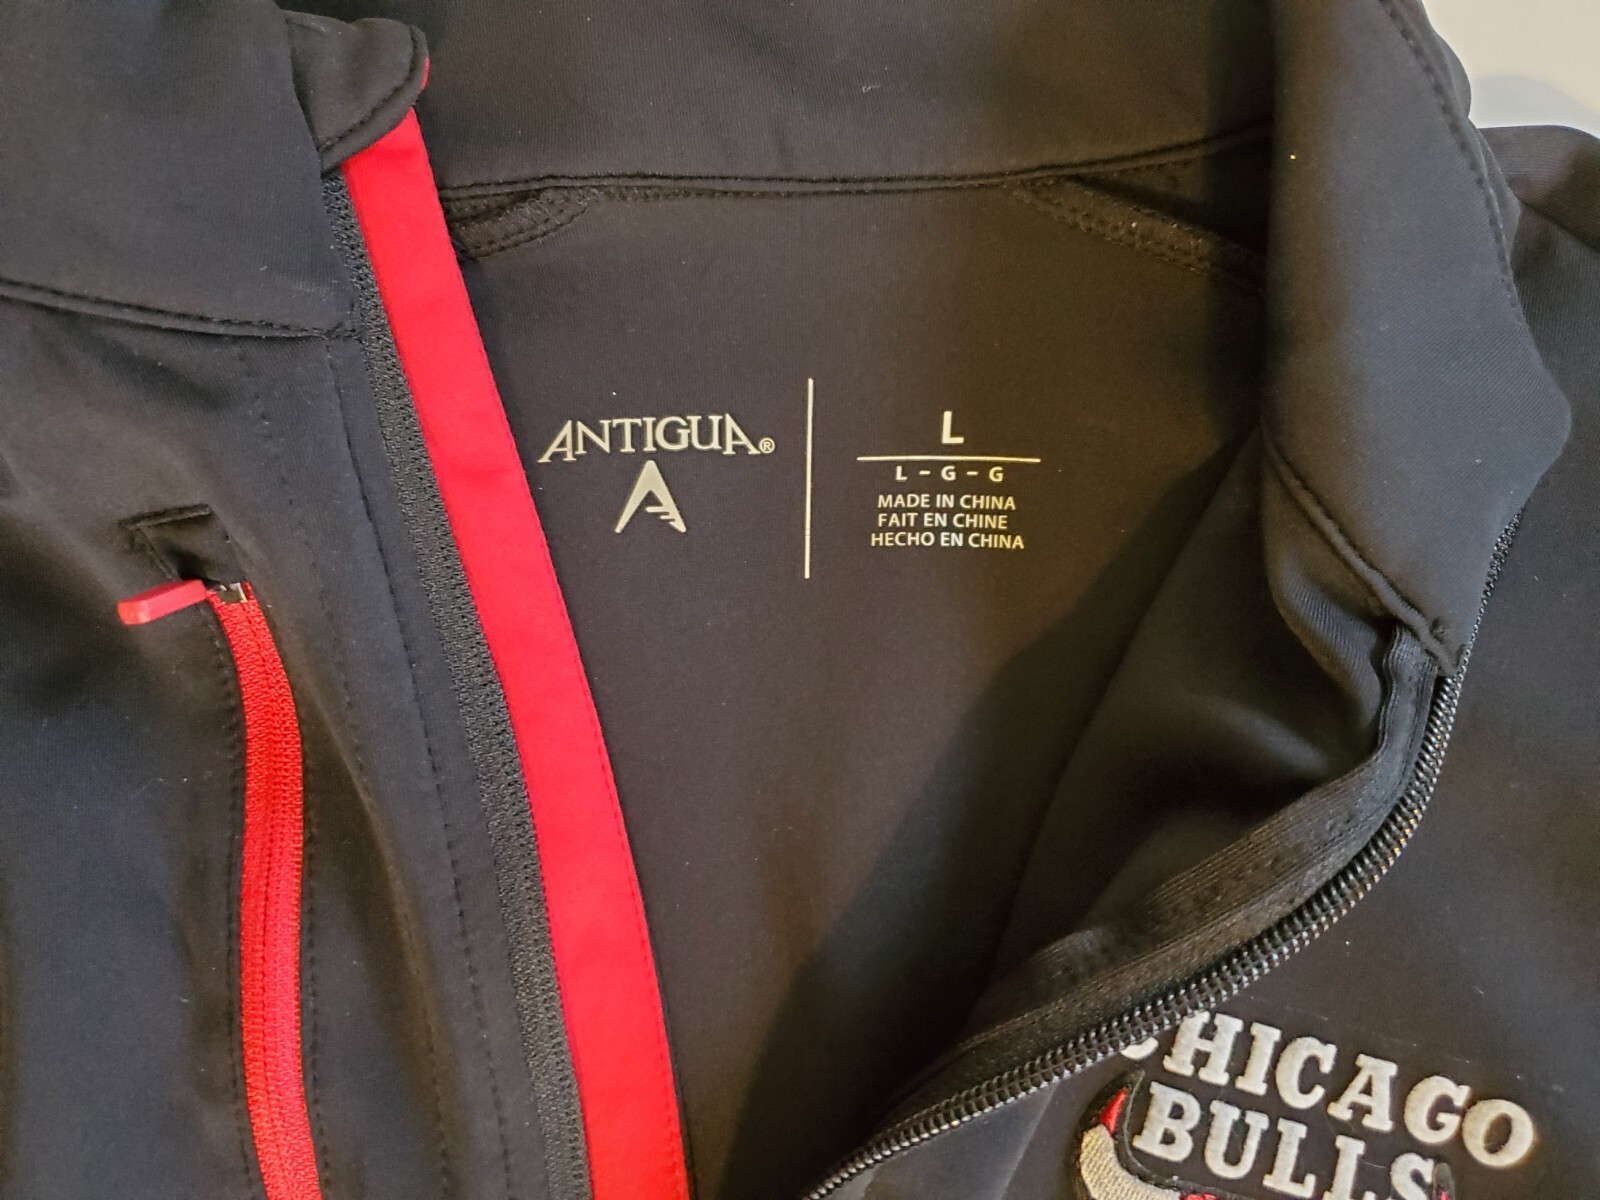 ANTIGUA®
L
L - G - G
MADE IN CHINA
FAIT EN CHINE
HECHO EN CHINA
CHICAGO
BULLS